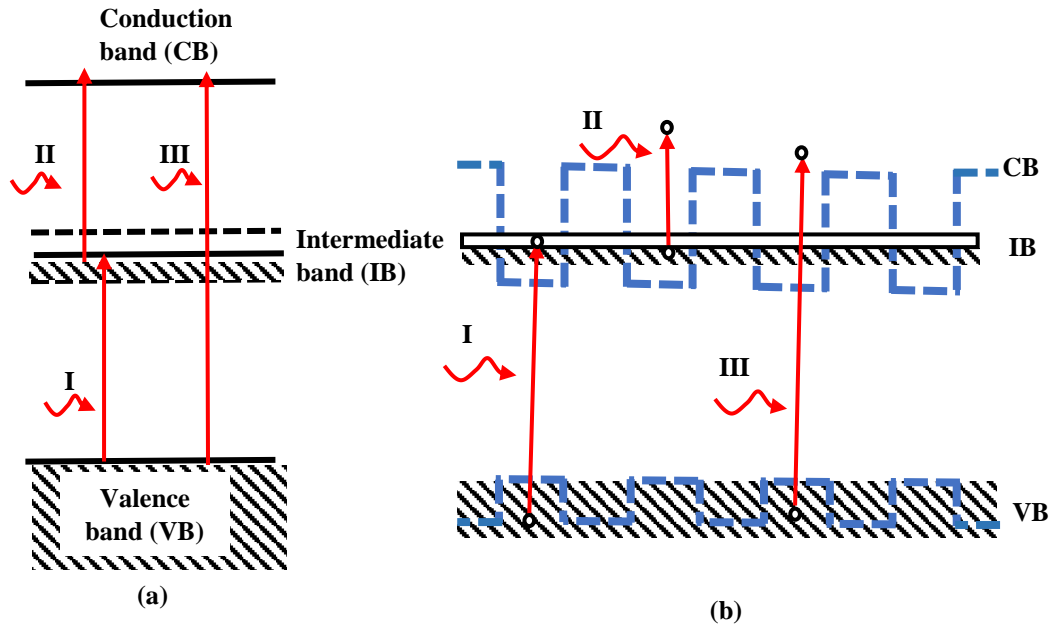 Conduction
band (CB)
II
III
Intermediate
band (IB)
I
Valence
band (VB)
(a)
II
CB
IB
I
III
VB
(b)